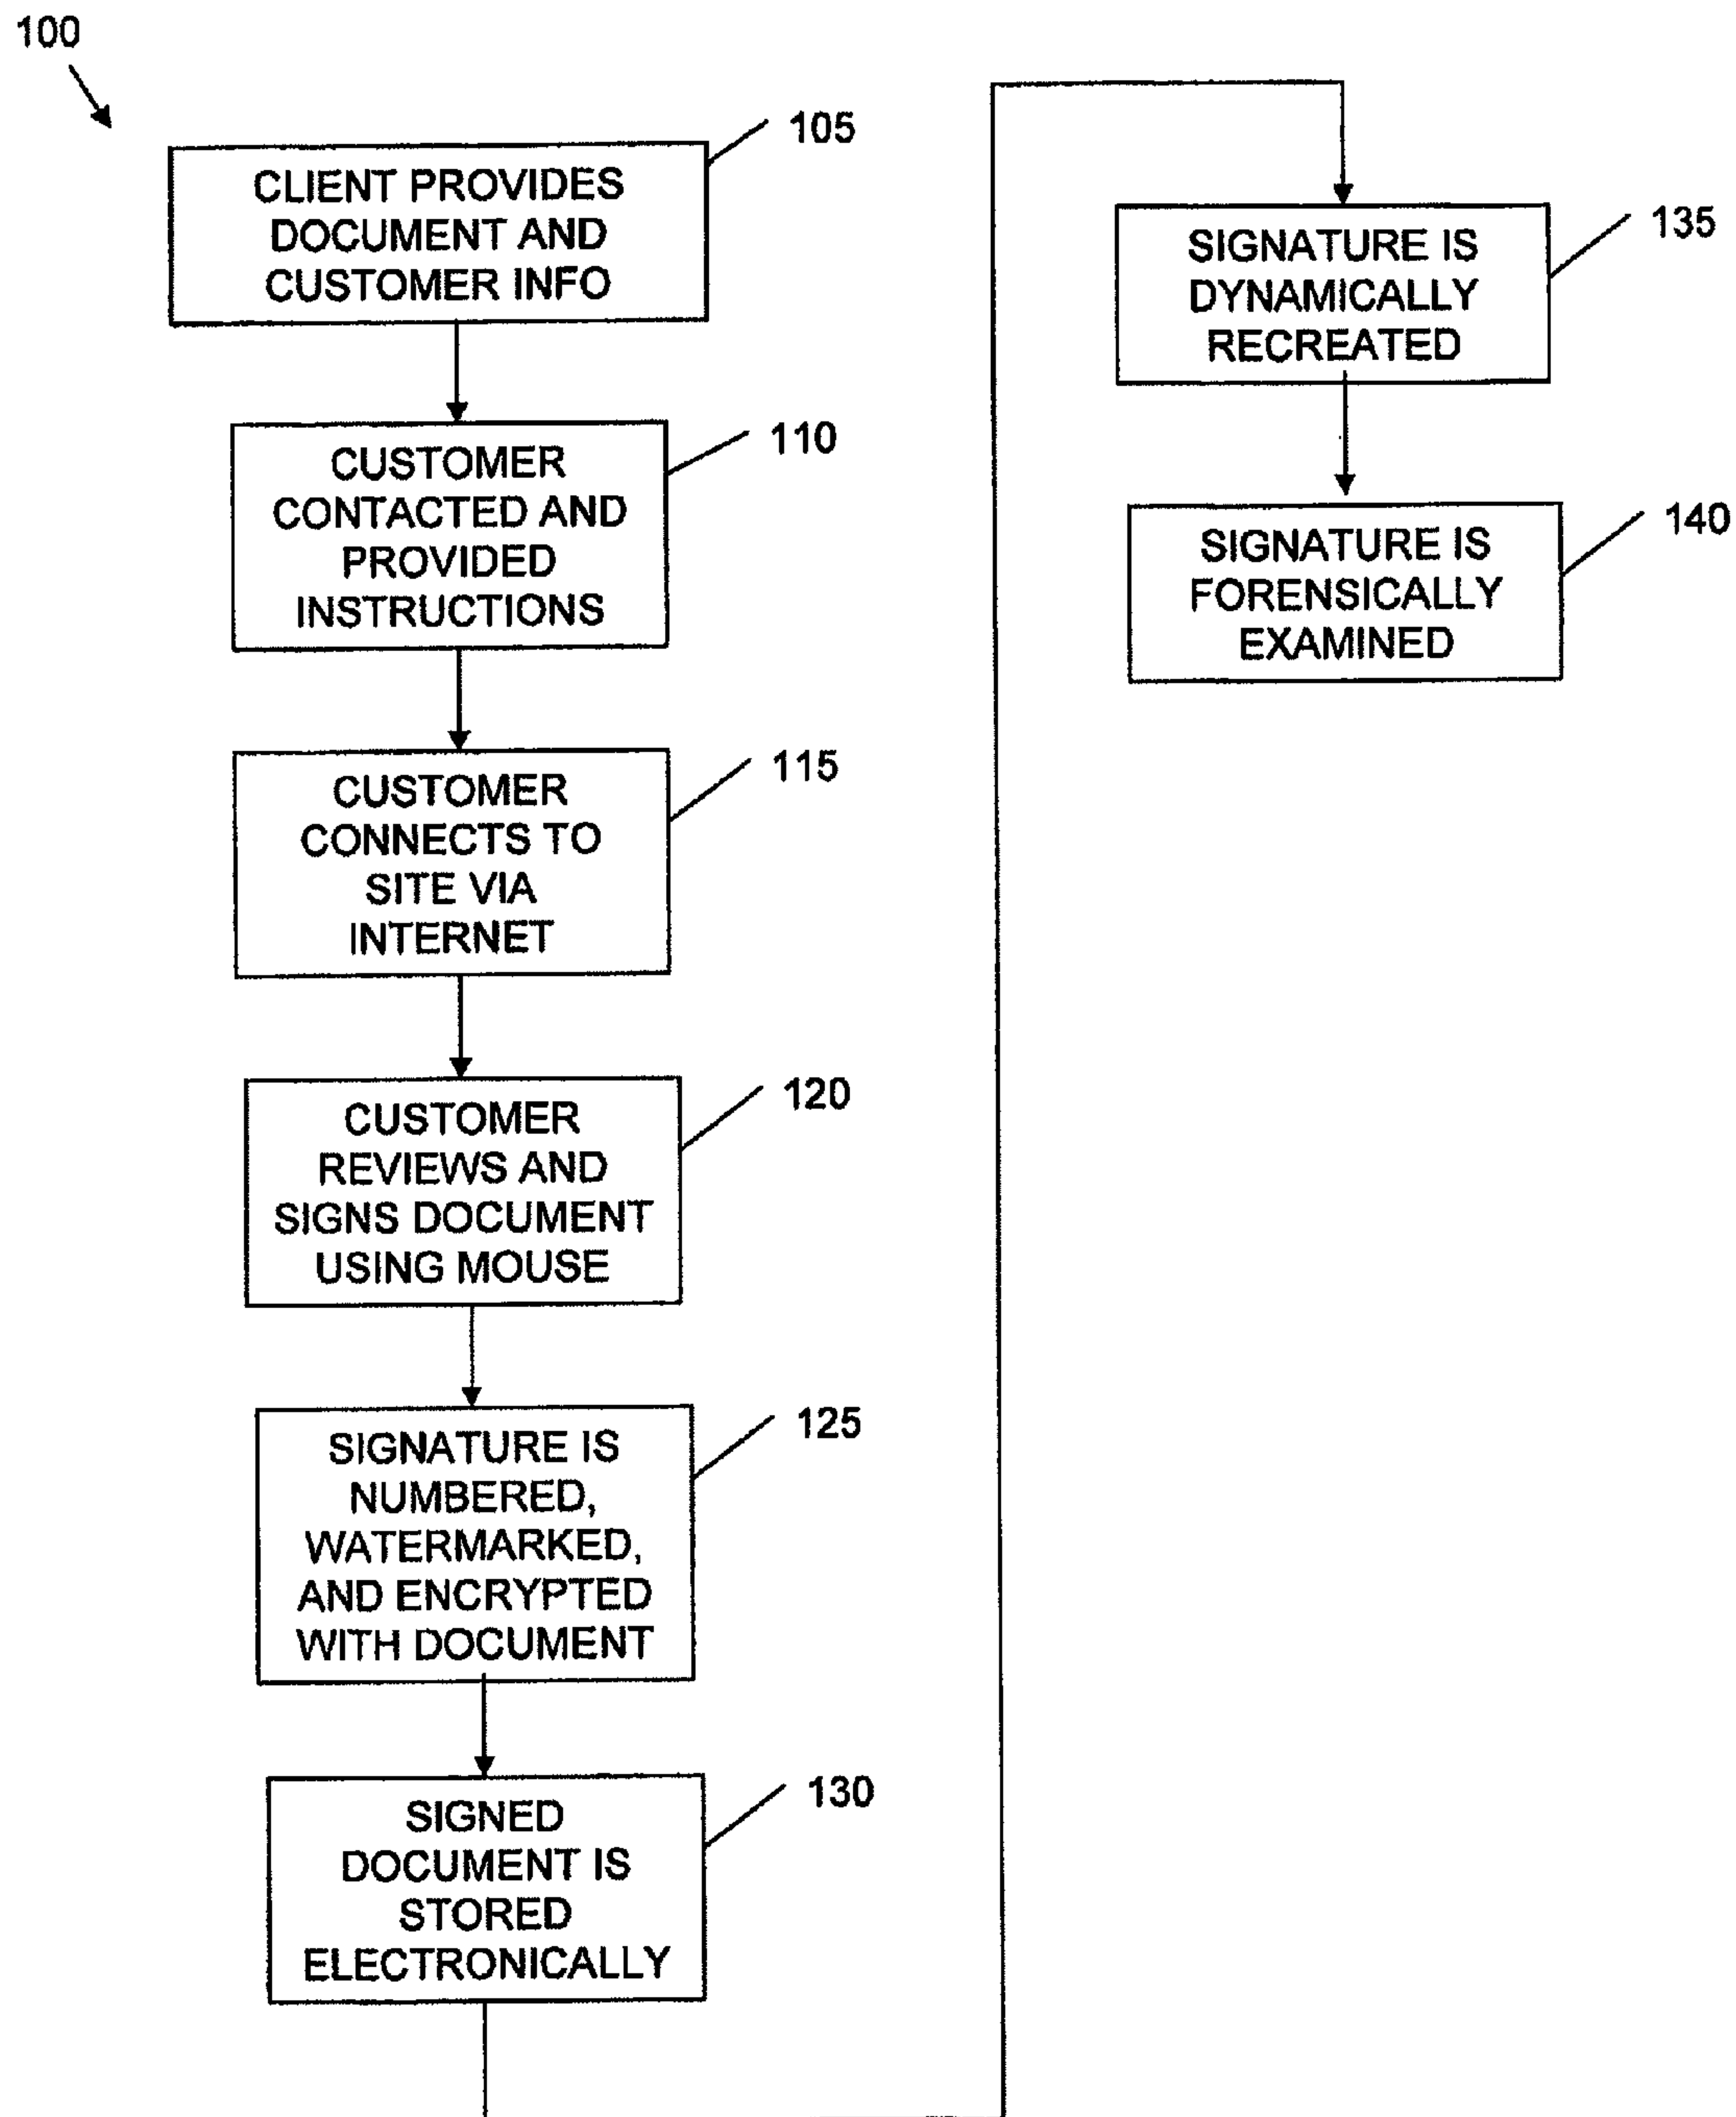 100
105
CLIENT PROVIDES
DOCUMENT AND
CUSTOMER INFO
110
CUSTOMER
CONTACTED AND
PROVIDED
INSTRUCTIONS
115
CUSTOMER
CONNECTS TO
SITE VIA
INTERNET
120
CUSTOMER
REVIEWS AND
SIGNS DOCUMENT
USING MOUSE
125
SIGNATURE IS
NUMBERED,
WATERMARKED,
AND ENCRYPTED
WITH DOCUMENT
130
SIGNED
DOCUMENT IS
STORED
ELECTRONICALLY
135
SIGNATURE IS
DYNAMICALLY
RECREATED
140
SIGNATURE IS
FORENSICALLY
EXAMINED